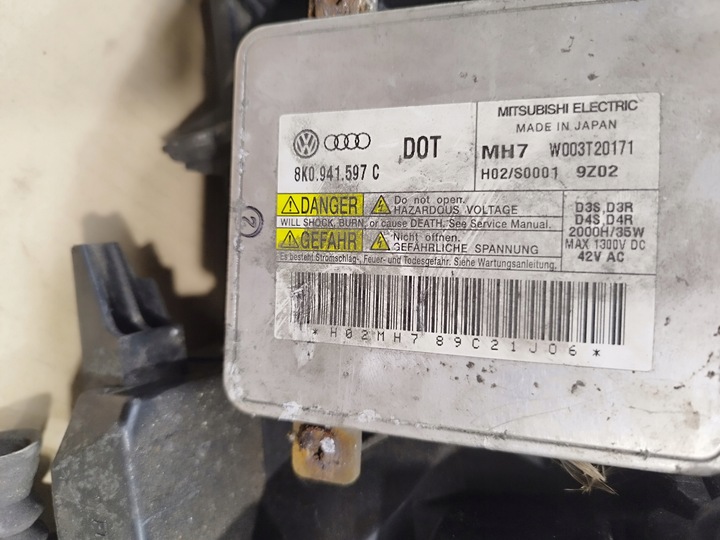 DOT
8K0.941.597 C
MITSUBISHI ELECTRIC
MADE IN JAPAN
MH7 W003T20171
H02/S0001 9Z02
DANGER Do not open.
HAZARDOUS VOLTAGE
WILL SHOCK, BURN, or cause DEATH. See Service Manual.
GEFAHR Nicht öffnen.
GEFÄHRLICHE SPANNUNG
Es besteht Stromschlag-, Feuer- und Todesgefahr. Siehe Wartungsanleitung.
D3S,D3R
D4S,D4R
2000H/35W
MAX 1300V DC
42V AC
*H02MH7 89C21J06*